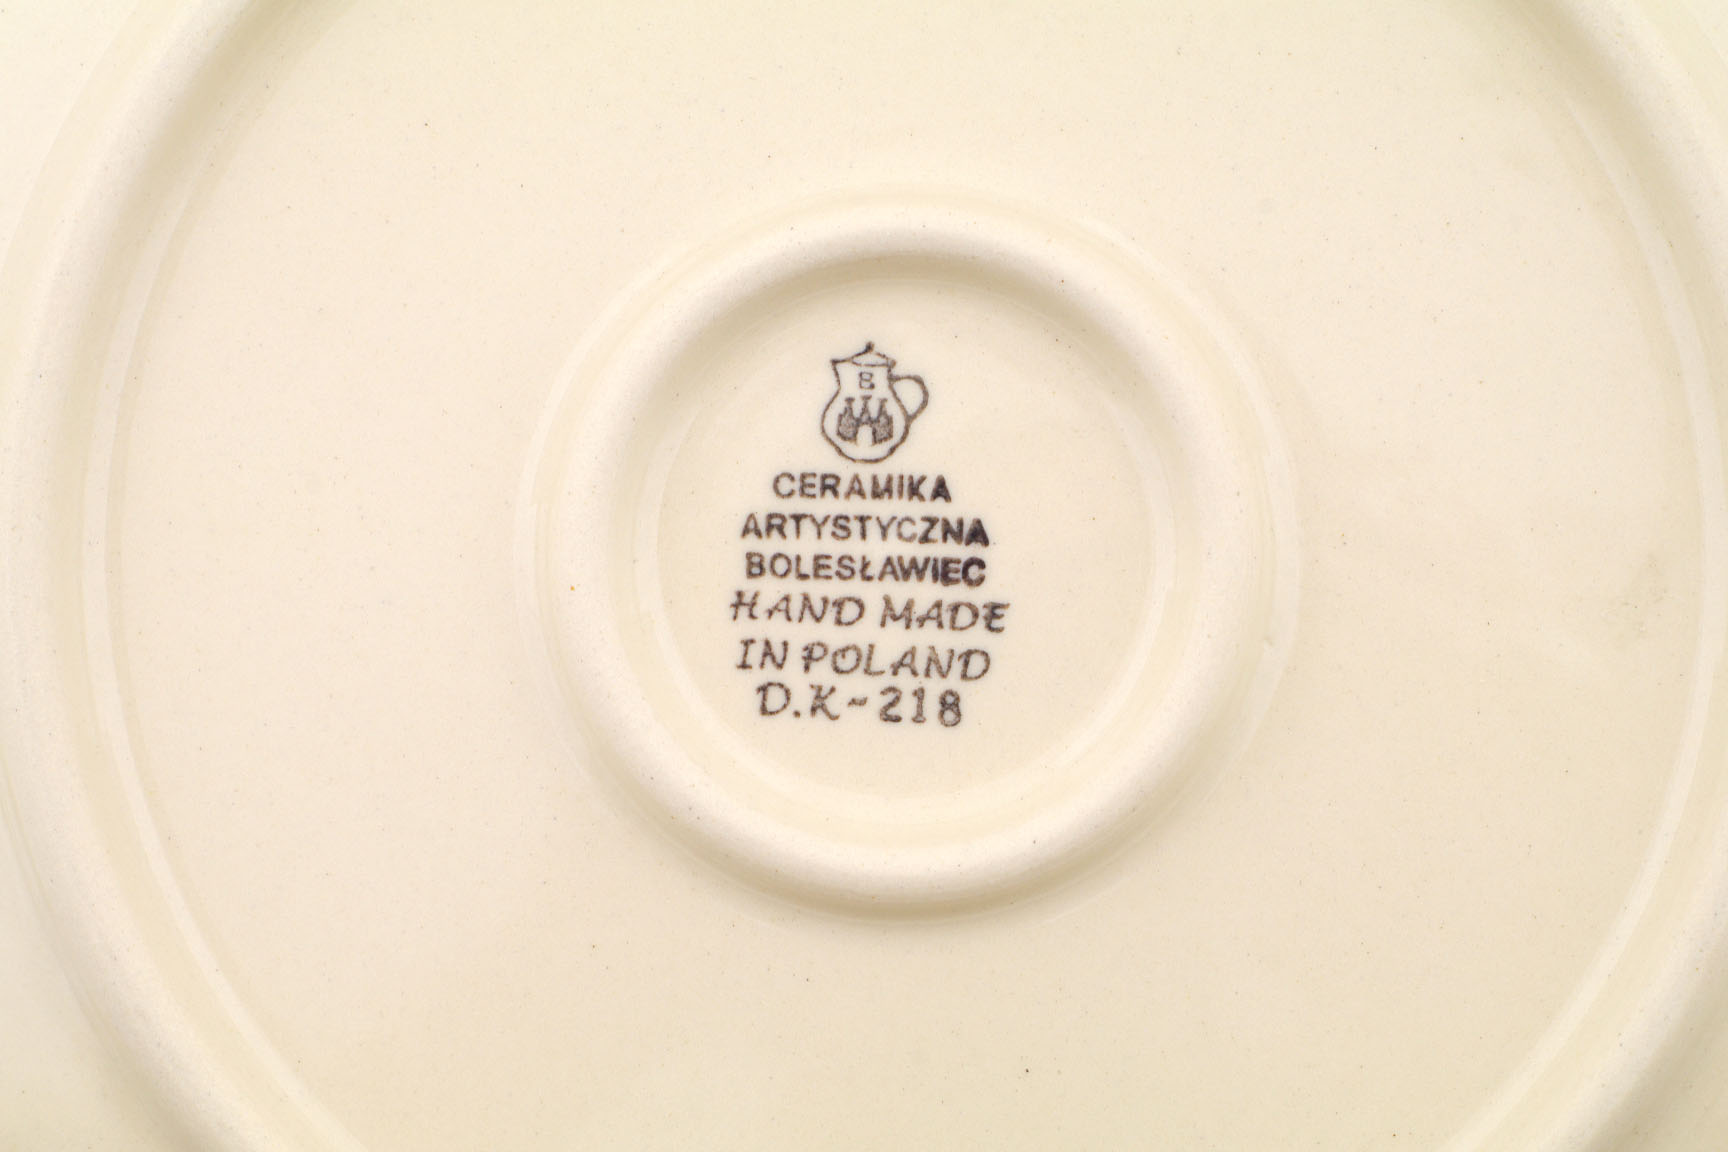 B
CERAMIKA
ARTYSTYCZNA
BOLESŁAWIEC
HAND MADE
IN POLAND
D.K-218